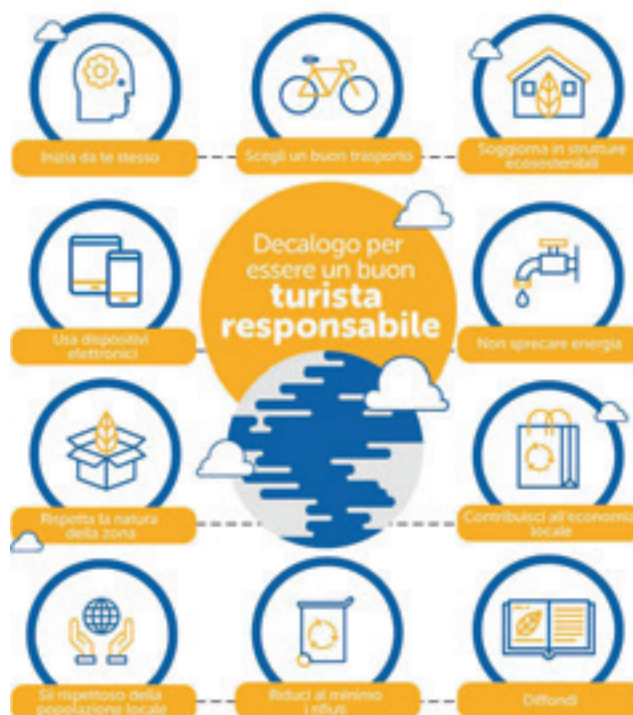 Inizia da te stesso
Scegli un buon trasporto
Soggiorna in strutture
ecosostenibili
Decalogo per
essere un buon
turista
responsabile
Usa dispositivi
elettronici
Non sprecare energia
Rispetta la natura
della zona
Contribuisci all'economia
locale
Sii rispettoso della
popolazione locale
Riduci al minimo
i rifiuti
Diffondi